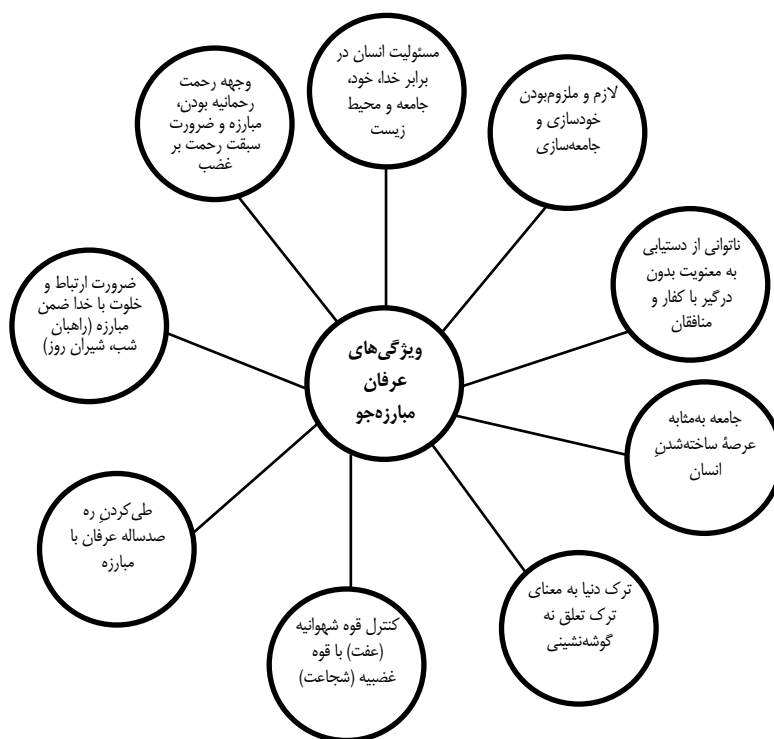 ویژگی‌های
عرفان
مبارزه‌جو
مسئولیت انسان در
برابر خدا، خود،
جامعه و محیط
زیست
لازم و ملزوم‌بودن
خودسازی و
جامعه‌سازی
ناتوانی از دستیابی
به معنویت بدون
درگیر با کفار و
منافقان
جامعه به‌مثابه
عرصهٔ ساخته‌شدنِ
انسان
ترک دنیا به معنای
ترک تعلق نه
گوشه‌نشینی
کنترل قوه شهوانیه
(عفت) با قوه
غضبیه (شجاعت)
طی‌کردنِ ره
صدساله عرفان با
مبارزه
ضرورت ارتباط و
خلوت با خدا ضمن
مبارزه (راهبان
شب، شیران روز)
وجهه رحمت
رحمانیه بودن،
مبارزه و ضرورت
سبقت رحمت بر
غضب